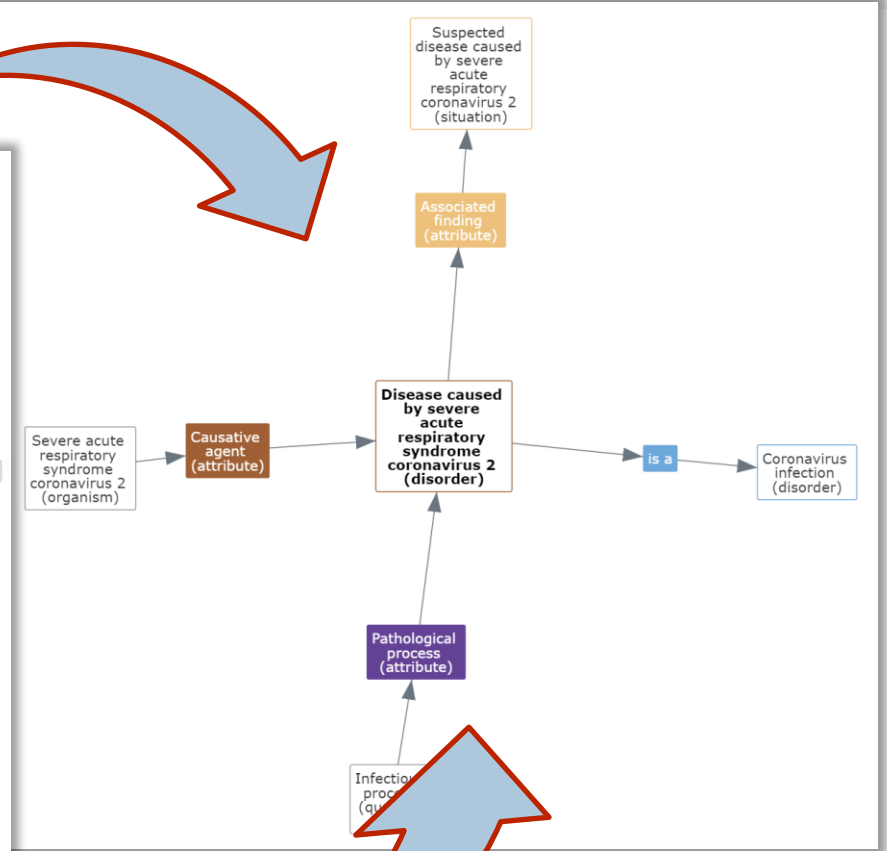 Suspected
disease caused
by severe
acute
respiratory
coronavirus 2
(situation)
Associated
finding
(attribute)
Disease caused
by severe
acute
respiratory
syndrome
coronavirus 2
(disorder)
Severe acute
respiratory
syndrome
coronavirus 2
(organism)
Causative
agent
(attribute)
is a
Coronavirus
infection
(disorder)
Pathological
process
(attribute)